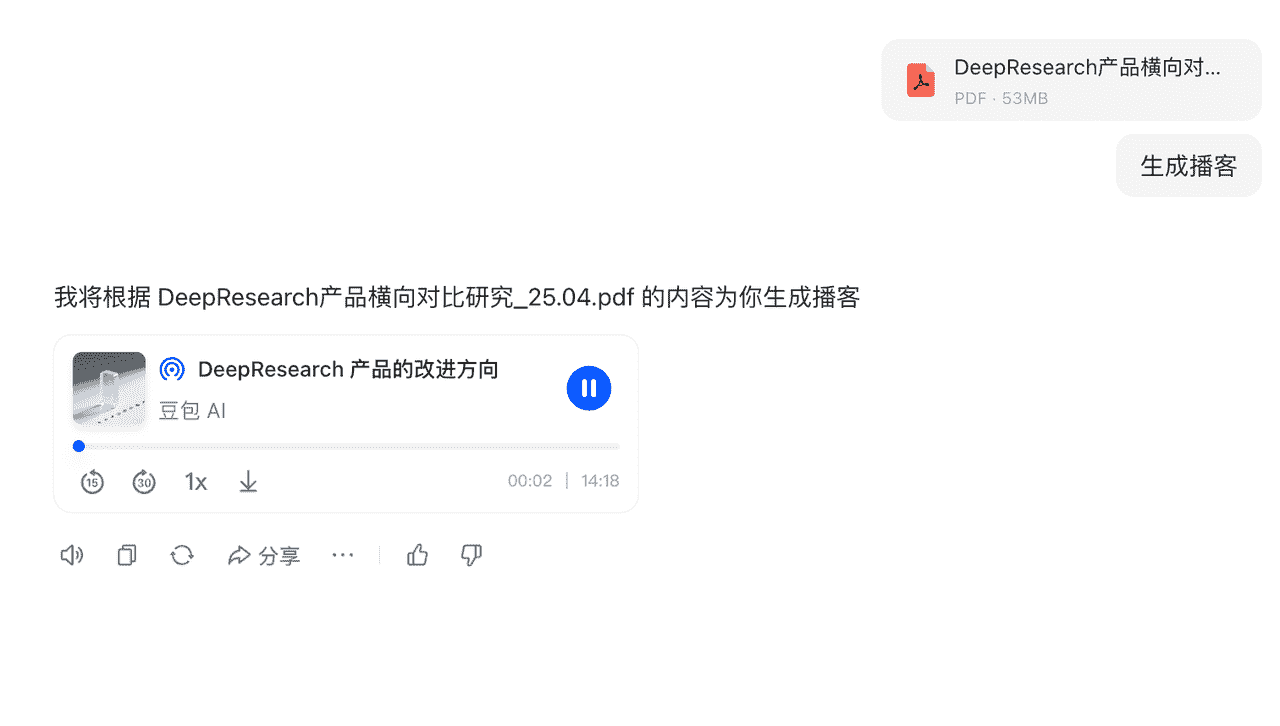 DeepResearch产品横向对...
PDF · 53MB
生成播客
我将根据 DeepResearch产品横向对比研究_25.04.pdf 的内容为你生成播客
DeepResearch 产品的改进方向
豆包 AI
15 30 1x 00:02 | 14:18
分享